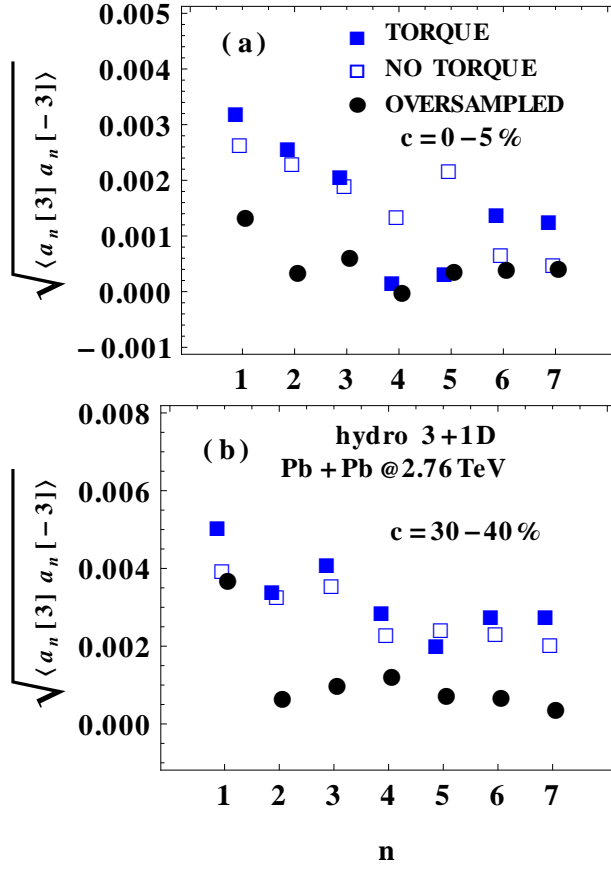 0.005
(a)
TORQUE
0.004
NO TORQUE
OVERSAMPLED
0.003
c = 0 – 5 %
0.002
0.001
0.000
−0.001
√⟨a_n [3] a_n [−3]⟩
1 2 3 4 5 6 7
0.008
(b)
hydro 3+1D
Pb + Pb @ 2.76 TeV
0.006
c = 30 – 40 %
0.004
0.002
0.000
√⟨a_n [3] a_n [−3]⟩
1 2 3 4 5 6 7
n